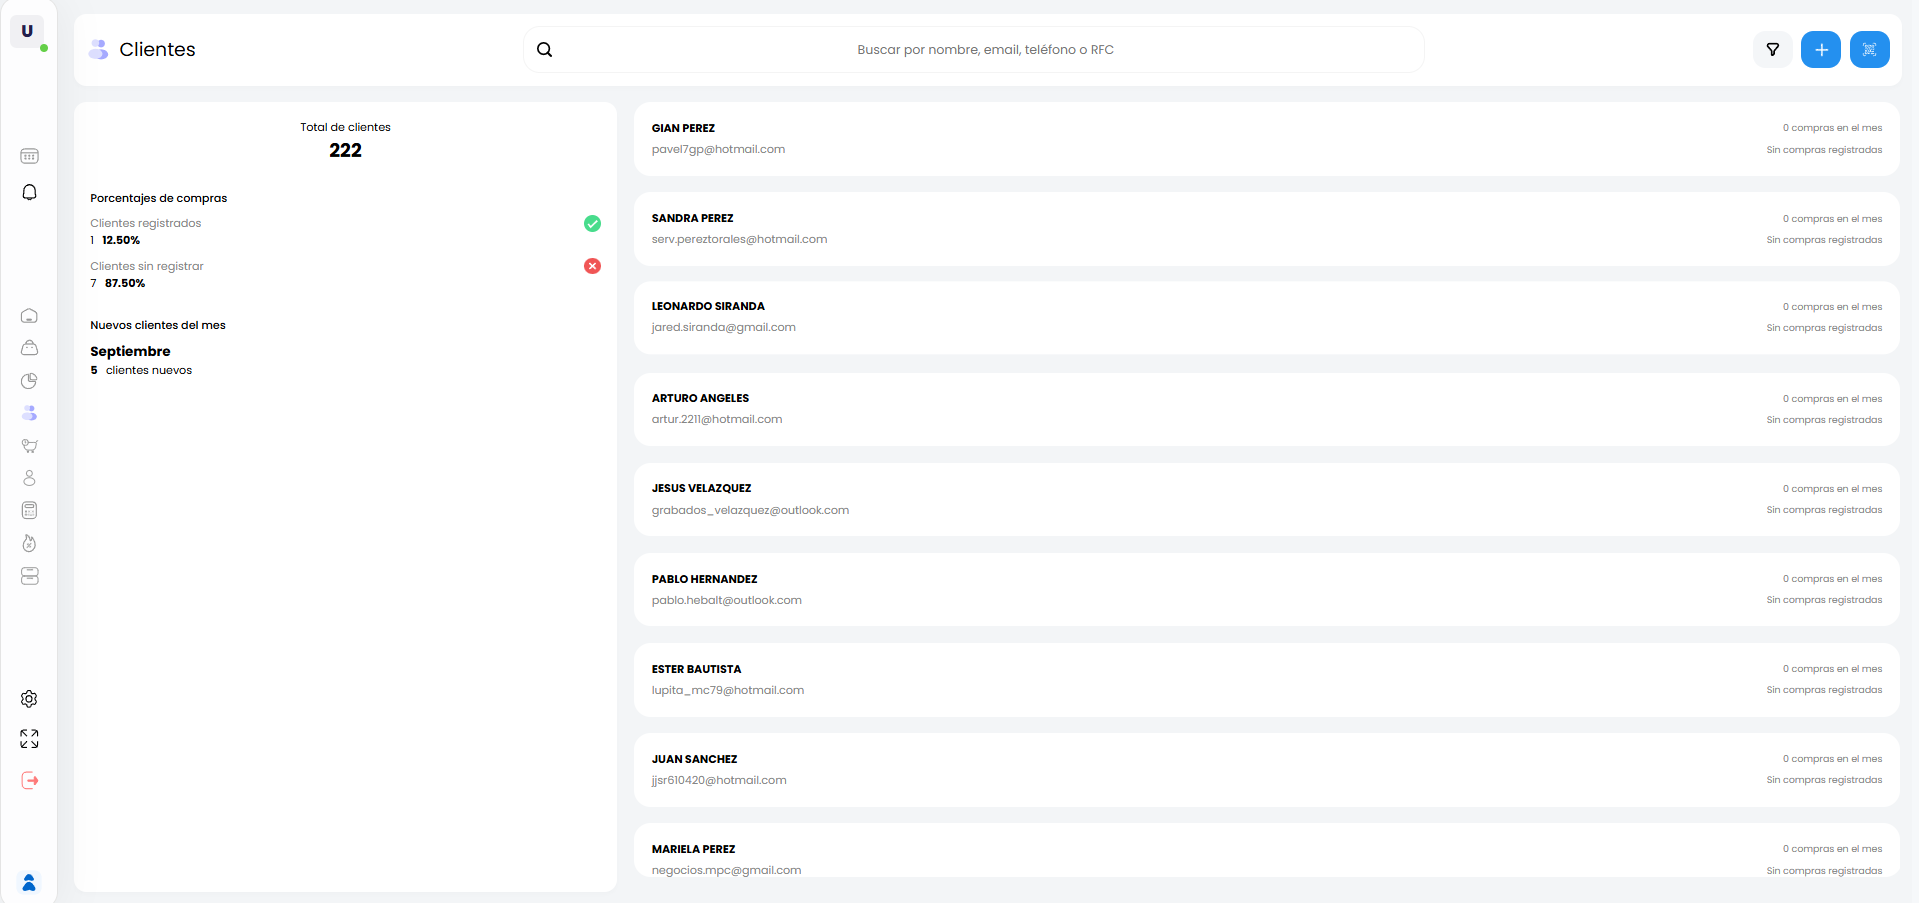 U
Clientes
Buscar por nombre, email, teléfono o RFC
Total de clientes
222
Porcentajes de compras
Clientes registrados
1 12.50%
Clientes sin registrar
7 87.50%
Nuevos clientes del mes
Septiembre
5 clientes nuevos
GIAN PEREZ
0 compras en el mes
pavel7gp@hotmail.com
Sin compras registradas
SANDRA PEREZ
0 compras en el mes
serv.pereztorales@hotmail.com
Sin compras registradas
LEONARDO SIRANDA
0 compras en el mes
jared.siranda@gmail.com
Sin compras registradas
ARTURO ANGELES
0 compras en el mes
artur.2211@hotmail.com
Sin compras registradas
JESUS VELAZQUEZ
0 compras en el mes
grabados_velazquez@outlook.com
Sin compras registradas
PABLO HERNANDEZ
0 compras en el mes
pablo.hebalt@outlook.com
Sin compras registradas
ESTER BAUTISTA
0 compras en el mes
lupita_mc79@hotmail.com
Sin compras registradas
JUAN SANCHEZ
0 compras en el mes
jjsr610420@hotmail.com
Sin compras registradas
MARIELA PEREZ
0 compras en el mes
negocios.mpc@gmail.com
Sin compras registradas